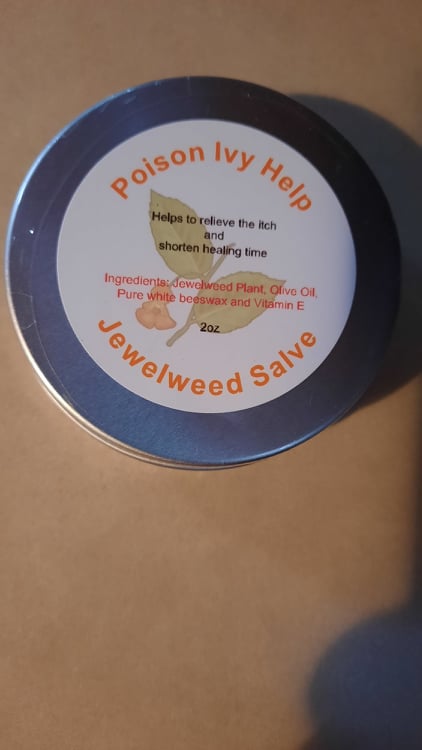 Poison Ivy Help
Helps to relieve the itch
and
shorten healing time
Ingredients: Jewelweed Plant, Olive Oil,
Pure white beeswax and Vitamin E
2oz
Jewelweed Salve